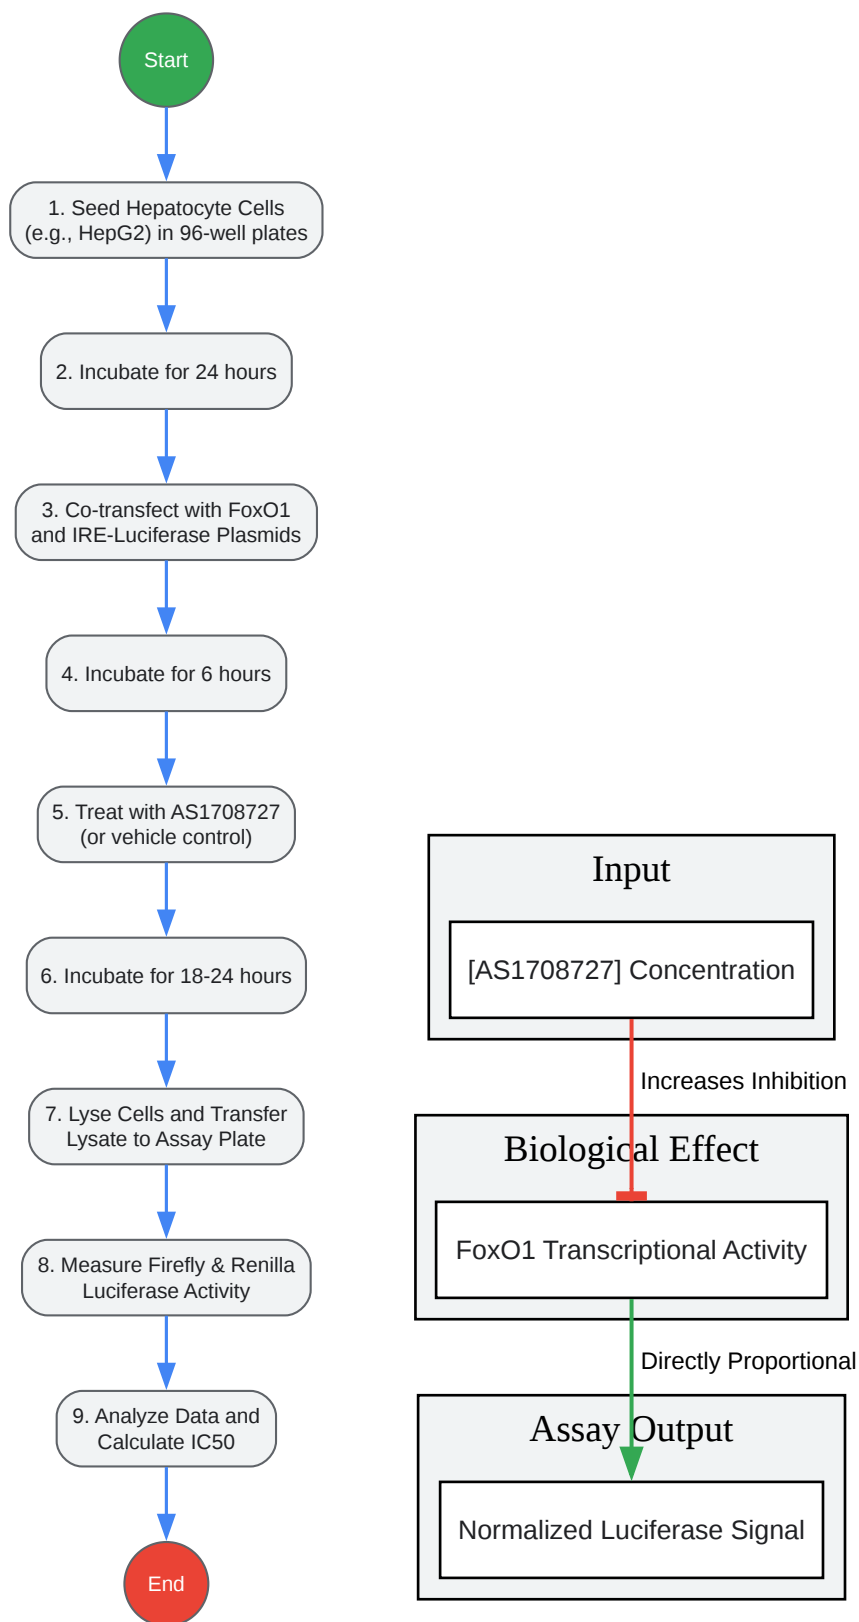 Start
1. Seed Hepatocyte Cells
(e.g., HepG2) in 96-well plates
2. Incubate for 24 hours
3. Co-transfect with FoxO1
and IRE-Luciferase Plasmids
4. Incubate for 6 hours
5. Treat with AS1708727
(or vehicle control)
6. Incubate for 18-24 hours
7. Lyse Cells and Transfer
Lysate to Assay Plate
8. Measure Firefly & Renilla
Luciferase Activity
9. Analyze Data and
Calculate IC50
End
Input
[AS1708727] Concentration
Increases Inhibition
Biological Effect
FoxO1 Transcriptional Activity
Directly Proportional
Assay Output
Normalized Luciferase Signal